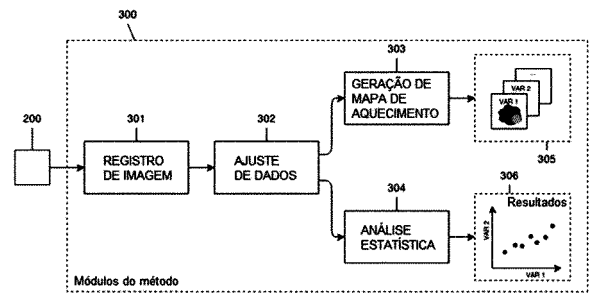 300
303
GERAÇÃO DE
MAPA DE
AQUECIMENTO
...
VAR 2
VAR 1
305
200
301
REGISTRO
DE IMAGEM
302
AJUSTE
DE DADOS
304
ANÁLISE
ESTATÍSTICA
306
Resultados
VAR 2
VAR 1
Módulos do método